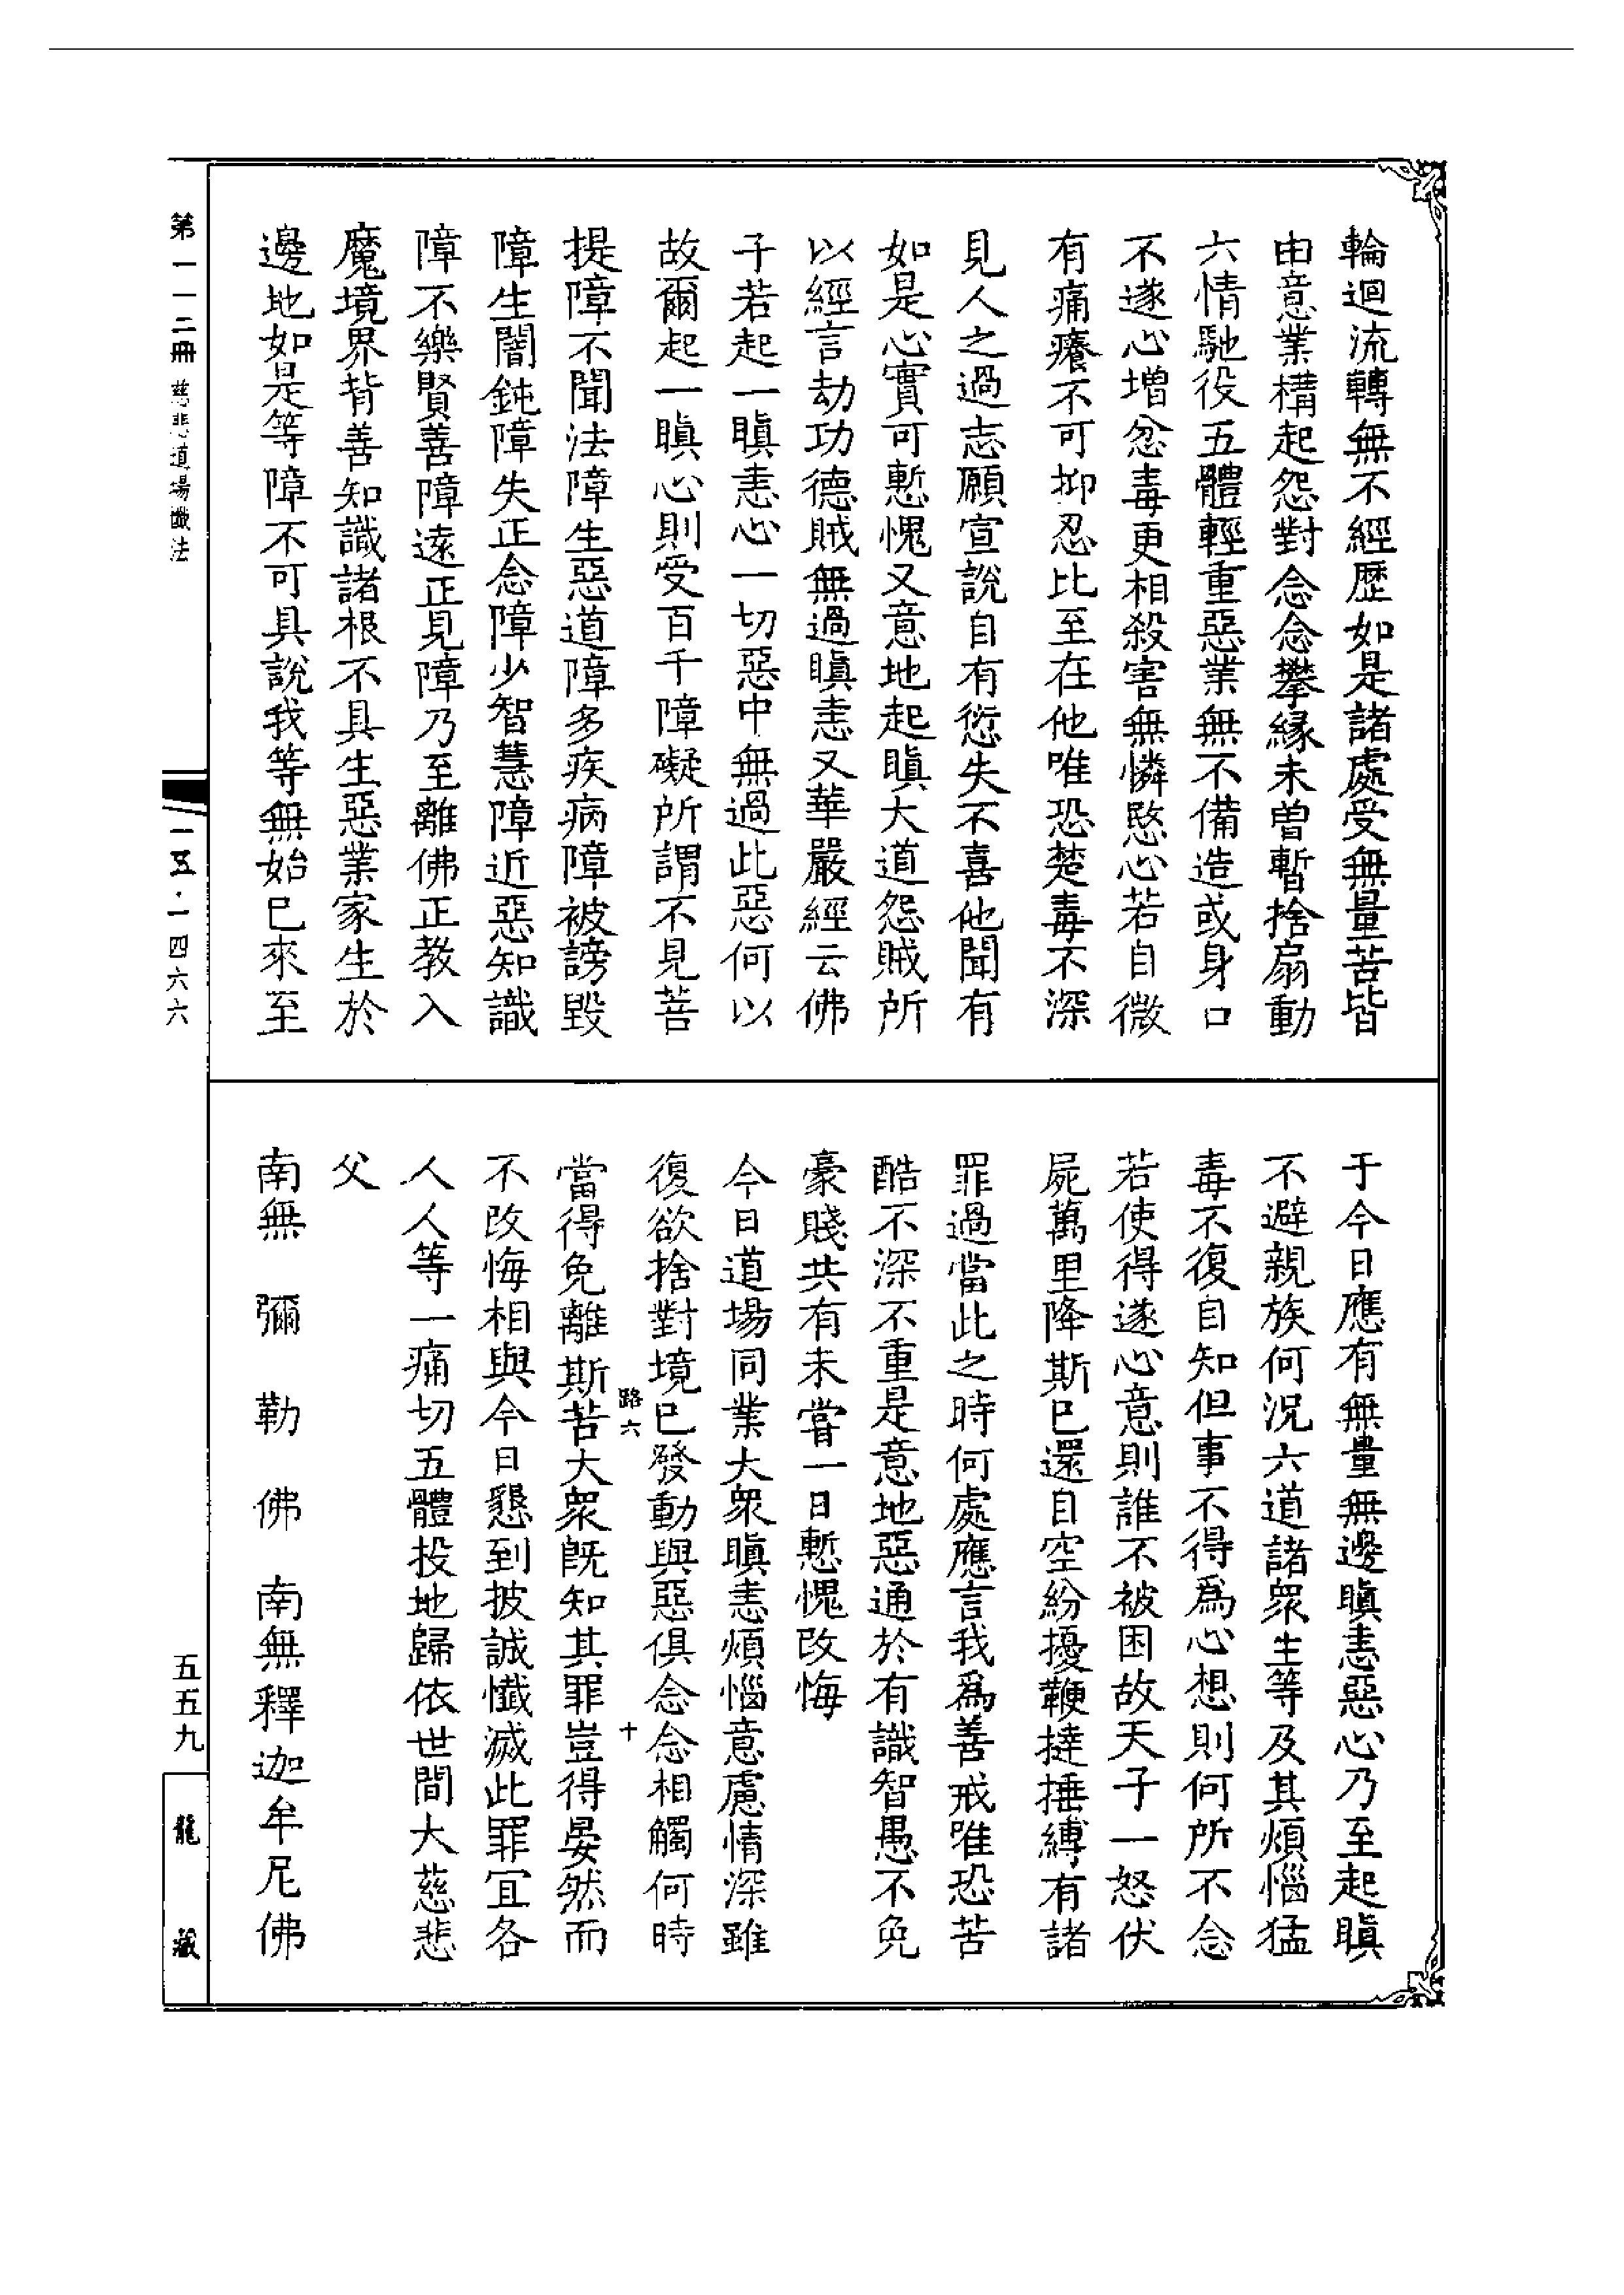 輪迴流轉無不經歷如是諸處受無量苦皆
由意業構起怨對念念攀緣未曾暫捨扇動
六情馳役五體輕重惡業無不備造或身口
不遂心增忿毒更相殺害無憐愍心若自微
有痛癢不可抑忍比至在他唯恐楚毒不深
見人之過志願宣說自有愆失不喜他聞有
如是心實可慙愧又意地起瞋大道怨賊所
以經言劫功德賊無過瞋恚又華嚴經云佛
子若起一瞋恚心一切惡中無過此惡何以
故爾起一瞋心則受百千障礙所謂不見菩
提障不聞法障生惡道障多疾病障被謗毀
障生闇鈍障失正念障少智慧障近惡知識
障不樂賢善障遠正見障乃至離佛正教入
魔境界背善知識諸根不具生惡業家生於
邊地如是等障不可具說我等無始已來至
于今日應有無量無邊瞋恚惡心乃至起瞋
不避親族何況六道諸眾生等及其煩惱猛
毒不復自知但事不得為心想則何所不念
若使得遂心意則誰不被困故天子一怒伏
屍萬里降斯已還自空紛擾鞭撻捶縛有諸
罪過當此之時何處應言我為善戒唯恐苦
酷不深不重是意地惡通於有識智愚不免
豪賤共有未嘗一日慙愧改悔
今日道場同業大眾瞋恚煩惱意慮情深雖
復欲捨對境已發動與惡俱念念相觸何時
路六 十
當得免離斯苦大眾既知其罪豈得晏然而
不改悔相與今日懇到披誠懺滅此罪宜各
人人等一痛切五體投地歸依世間大慈悲
父
南無 彌 勒 佛 南無釋迦牟尼佛
第一一二冊 慈悲道場懺法
一五·一四六六
五五九
龍藏